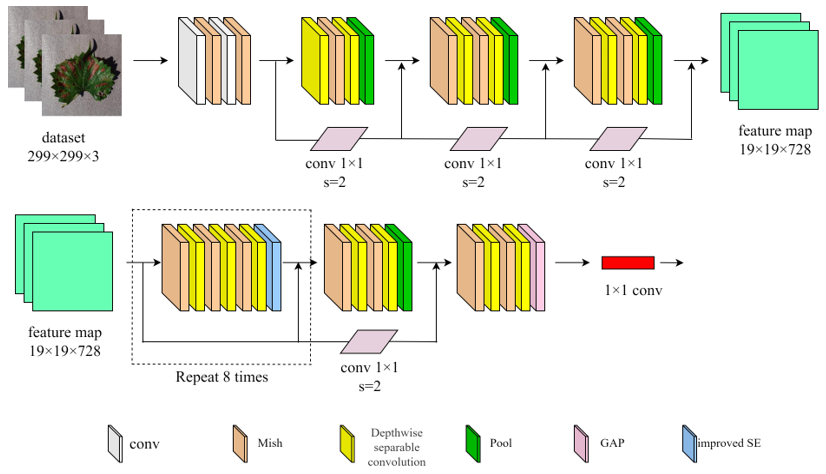 dataset
299×299×3
conv 1×1
s=2
conv 1×1
s=2
conv 1×1
s=2
feature map
19×19×728
feature map
19×19×728
Repeat 8 times
conv 1×1
s=2
1×1 conv
conv
Mish
Depthwise
separable
convolution
Pool
GAP
improved SE